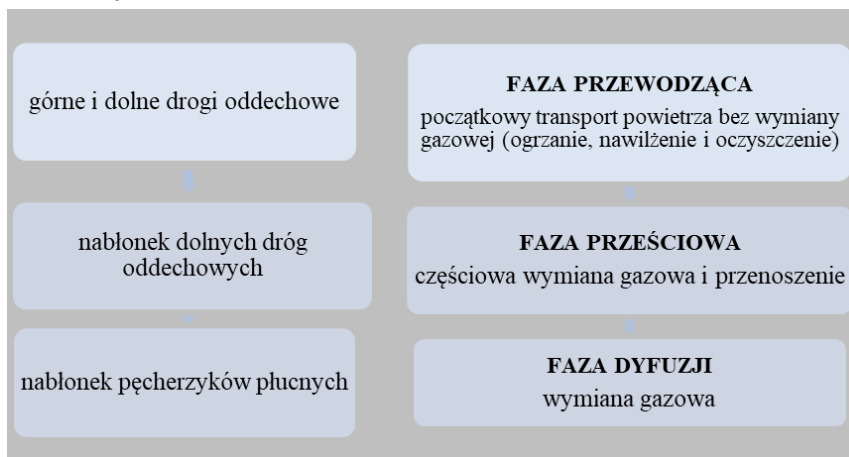 górne i dolne drogi oddechowe
FAZA PRZEWODZĄCA
początkowy transport powietrza bez wymiany
gazowej (ogrzanie, nawilżenie i oczyszczenie)
nabłonek dolnych dróg
oddechowych
FAZA PRZEŚCIOWA
częściowa wymiana gazowa i przenoszenie
nabłonek pęcherzyków płucnych
FAZA DYFUZJI
wymiana gazowa